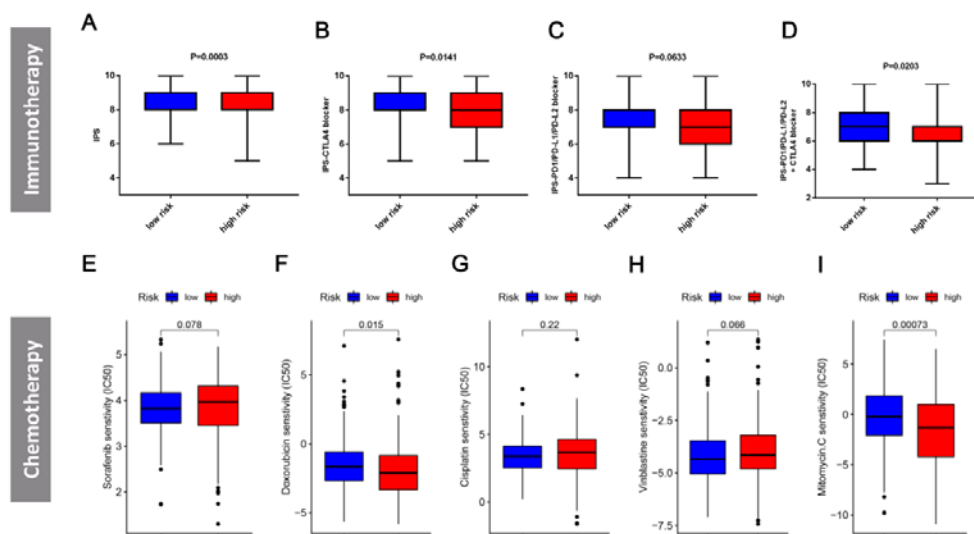 Immunotherapy
A
P=0.0003
IPS
10
8
6
4
low risk
high risk
B
P=0.0141
IPS-CTLA4 blocker
10
8
6
4
low risk
high risk
C
P=0.0633
IPS-PD1/PD-L1/PD-L2 blocker
10
8
6
4
low risk
high risk
D
P=0.0203
IPS-PD1/PD-L1/PD-L2
+ CTLA4 blocker
10
8
6
4
2
low risk
high risk
Chemotherapy
E
Risk low high
0.078
Sorafenib senstivity (IC50)
5
4
3
2
F
Risk low high
0.015
Doxorubicin senstivity (IC50)
5
0
−5
G
Risk low high
0.22
Cisplatin senstivity (IC50)
10
5
0
H
Risk low high
0.066
Vinblastine senstivity (IC50)
0.0
−2.5
−5.0
−7.5
I
Risk low high
0.00073
Mitomycin.C senstivity (IC50)
5
0
−5
−10